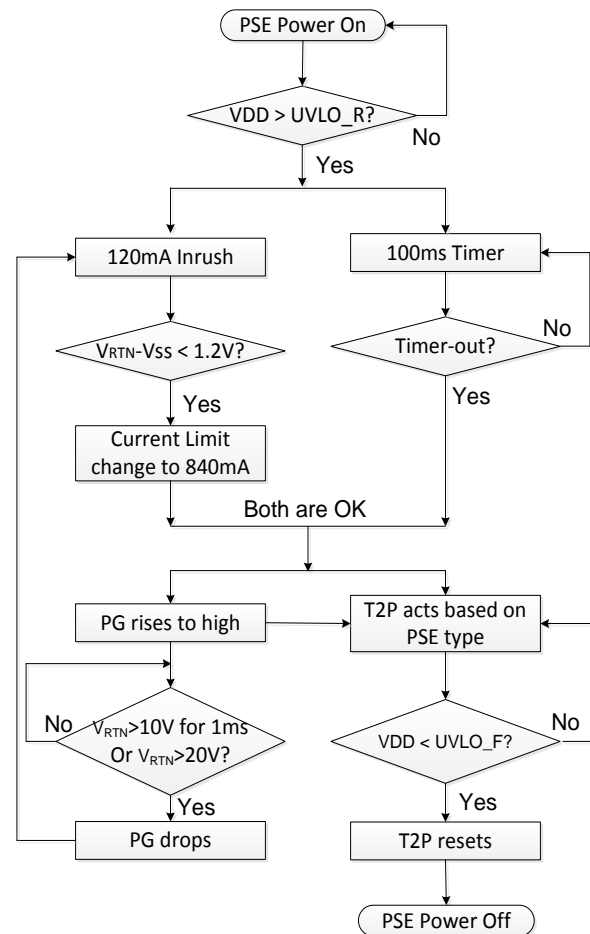 PSE Power On
VDD > UVLO_R?
No
Yes
120mA Inrush
100ms Timer
VRTN-Vss < 1.2V?
Timer-out?
No
Yes
Yes
Current Limit
change to 840mA
Both are OK
PG rises to high
T2P acts based on
PSE type
No
VRTN>10V for 1ms
Or VRTN>20V?
VDD < UVLO_F?
No
Yes
Yes
PG drops
T2P resets
PSE Power Off